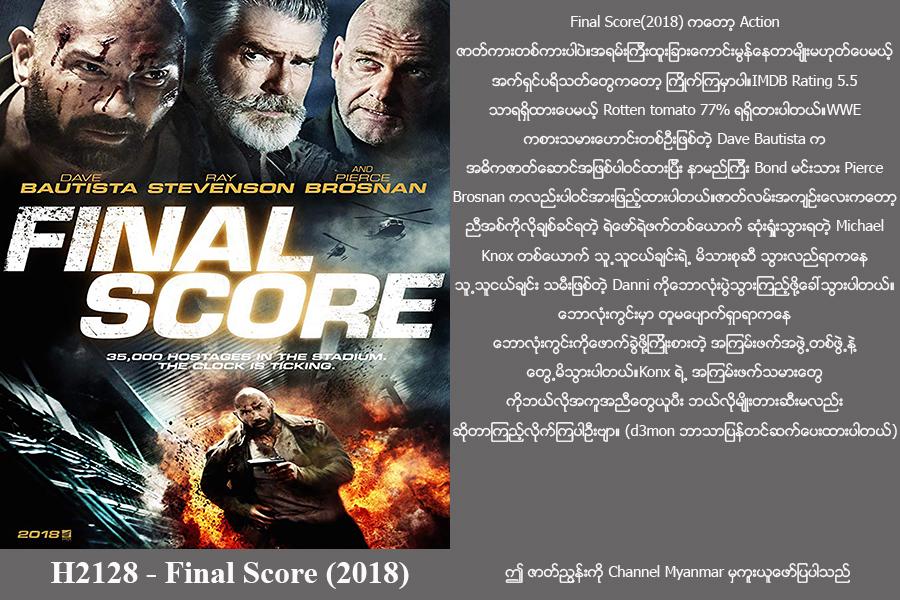 DAVE BAUTISTA
RAY STEVENSON
AND PIERCE BROSNAN
FINAL
SCORE
35,000 HOSTAGES IN THE STADIUM.
THE CLOCK IS TICKING.
2018
H2128 - Final Score (2018)
Final Score(2018) ကတော့ Action
ဇာတ်ကားတစ်ကားပါပဲ။အရမ်းကြီးထူးခြားကောင်းမွန်နေတာမျိုးမဟုတ်ပေမယ့်
အက်ရှင်ပရိသတ်တွေကတော့ ကြိုက်ကြမှာပါ။IMDB Rating 5.5
သာရရှိထားပေမယ့် Rotten tomato 77% ရရှိထားပါတယ်။WWE
ကစားသမားဟောင်းတစ်ဦးဖြစ်တဲ့ Dave Bautista က
အဓိကဇာတ်ဆောင်အဖြစ်ပါဝင်ထားပြီး နာမည်ကြီး Bond မင်းသား Pierce
Brosnan ကလည်းပါဝင်အားဖြည့်ထားပါတယ်။ဇာတ်လမ်းအကျဉ်းလေးကတော့
ညီအစ်ကိုလိုချစ်ခင်ရတဲ့ ရဲဖော်ရဲဖက်တစ်ယောက် ဆုံးရှုံးသွားရတဲ့ Michael
Knox တစ်ယောက် သူ့သူငယ်ချင်းရဲ့ မိသားစုဆီ သွားလည်ရာကနေ
သူ့သူငယ်ချင်း သမီးဖြစ်တဲ့ Danni ကိုဘောလုံးပွဲသွားကြည့်ဖို့ခေါ်သွားပါတယ်။
ဘောလုံးကွင်းမှာ တူမပျောက်ရှာရာကနေ
ဘောလုံးကွင်းကိုဖောက်ခွဲဖို့ကြိုးစားတဲ့ အကြမ်းဖက်အဖွဲ့တစ်ဖွဲ့နဲ့
တွေ့မိသွားပါတယ်။Konx ရဲ့ အကြမ်းဖက်သမားတွေ
ကိုဘယ်လိုအကူအညီတွေယူပီး ဘယ်လိုမျိုးတားဆီးမလည်း
ဆိုတာကြည့်လိုက်ကြပါဦးဗျာ။ (d3mon ဘာသာပြန်တင်ဆက်ပေးထားပါတယ်)
ဤ ဇာတ်ညွှန်းကို Channel Myanmar မှကူးယူဖော်ပြပါသည်